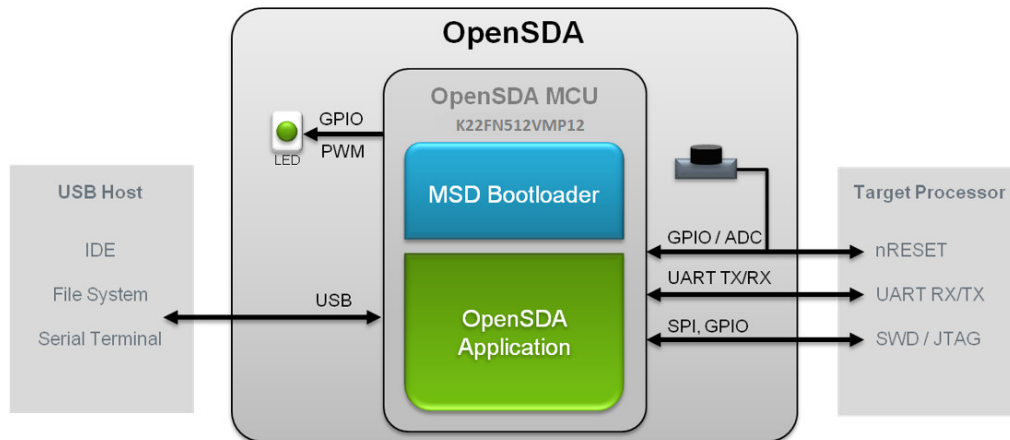 OpenSDA
OpenSDA MCU
K22FN512VMP12
GPIO
PWM
LED
MSD Bootloader
OpenSDA
Application
USB Host
IDE
File System
Serial Terminal
USB
GPIO / ADC
UART TX/RX
SPI, GPIO
Target Processor
nRESET
UART RX/TX
SWD / JTAG